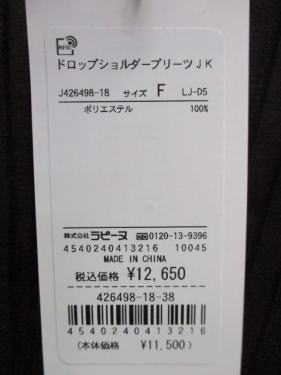 RFID
ドロップショルダープリーツＪＫ
J426498-18 サイズ F LJ-D5
ポリエステル 100%
株式会社 ラピーヌ 0120-13-9396
4540240413216 10045
MADE IN CHINA
税込価格 ¥12,650
426498-18-38
4540240413216
(本体価格 ¥11,500)